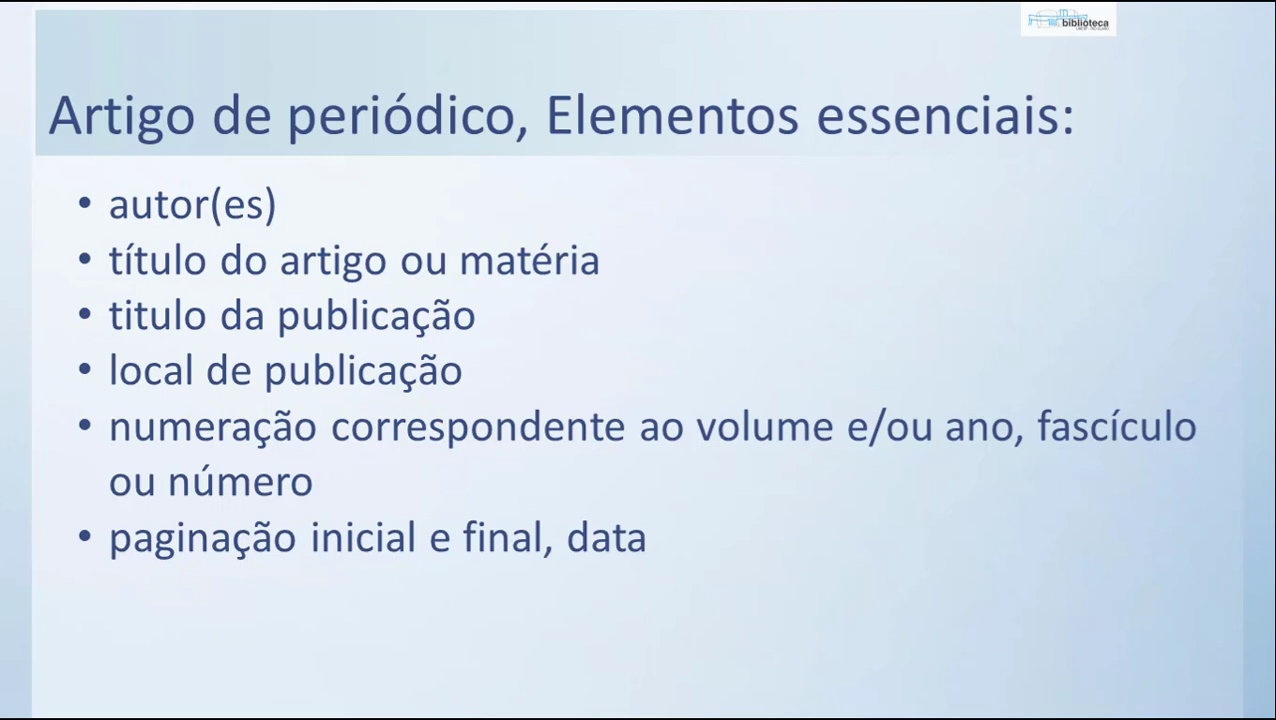 biblioteca
Artigo de periódico, Elementos essenciais:
• autor(es)
• título do artigo ou matéria
• titulo da publicação
• local de publicação
• numeração correspondente ao volume e/ou ano, fascículo
ou número
• paginação inicial e final, data